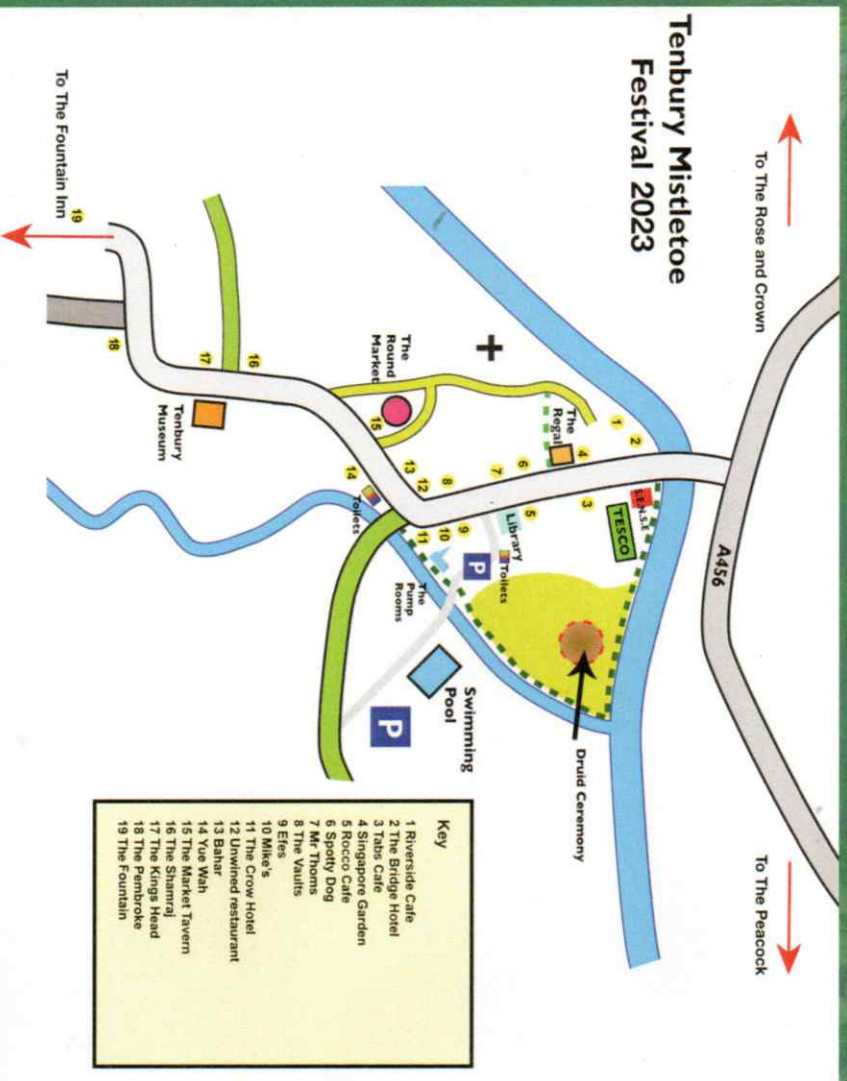 Tenbury Mistletoe
Festival 2023
To The Rose and Crown
To The Peacock
A456
1
2
S.E.N.S.E
TESCO
3
4
The
Regal
5
6
Library
Toilets
7
P
8
9
10
11
12
13
The
Pump
Rooms
Druid Ceremony
Swimming
Pool
P
The
Round
Market
15
14
Toilets
16
17
Tenbury
Museum
18
19
To The Fountain Inn
Key
1 Riverside Cafe
2 The Bridge Hotel
3 Tabs Cafe
4 Singapore Garden
5 Rocco Cafe
6 Spotty Dog
7 Mr Thoms
8 The Vaults
9 Efes
10 Mike's
11 The Crow Hotel
12 Unwined restaurant
13 Bahar
14 Yue Wah
15 The Market Tavern
16 The Shamraj
17 The Kings Head
18 The Pembroke
19 The Fountain